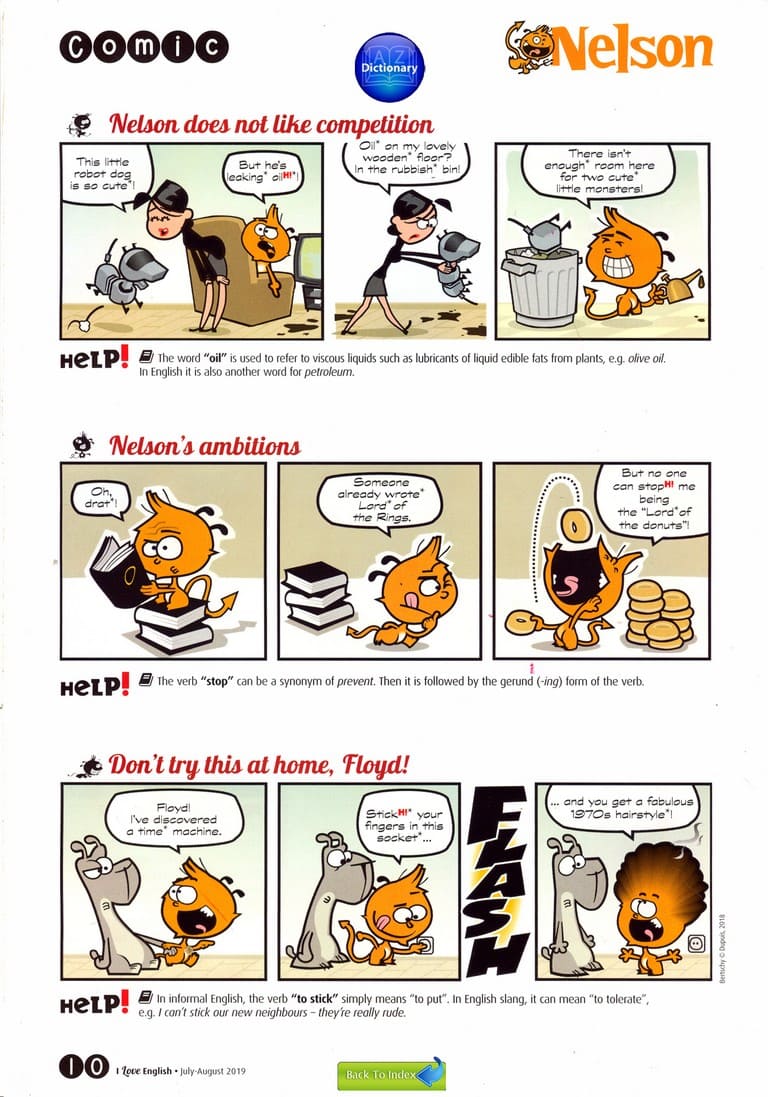 Comic
A Z
Dictionary
Nelson
Nelson does not like competition
This little
robot dog
is so cute*!
But he's
leaking* oilH!*!
Oil* on my lovely
wooden* floor?
In the rubbish* bin!
There isn't
enough* room here
for two cute*
little monsters!
HELP! The word "oil" is used to refer to viscous liquids such as lubricants of liquid edible fats from plants, e.g. olive oil.
In English it is also another word for petroleum.
Nelson's ambitions
Oh,
drat*!
Someone
already wrote*
Lord* of
the Rings.
But no one
can stopH! me
being
the "Lord*of
the donuts"!
HELP! The verb "stop" can be a synonym of prevent. Then it is followed by the gerund (-ing) form of the verb.
Don't try this at home, Floyd!
Floyd!
I've discovered
a time* machine.
StickH!* your
fingers in this
socket*...
FLASH
... and you get a fabulous
1970s hairstyle*!
Bertschy © Dupuis, 2018
HELP! In informal English, the verb "to stick" simply means "to put". In English slang, it can mean "to tolerate",
e.g. I can't stick our new neighbours – they're really rude.
10 I Love English • July-August 2019
Back To Index